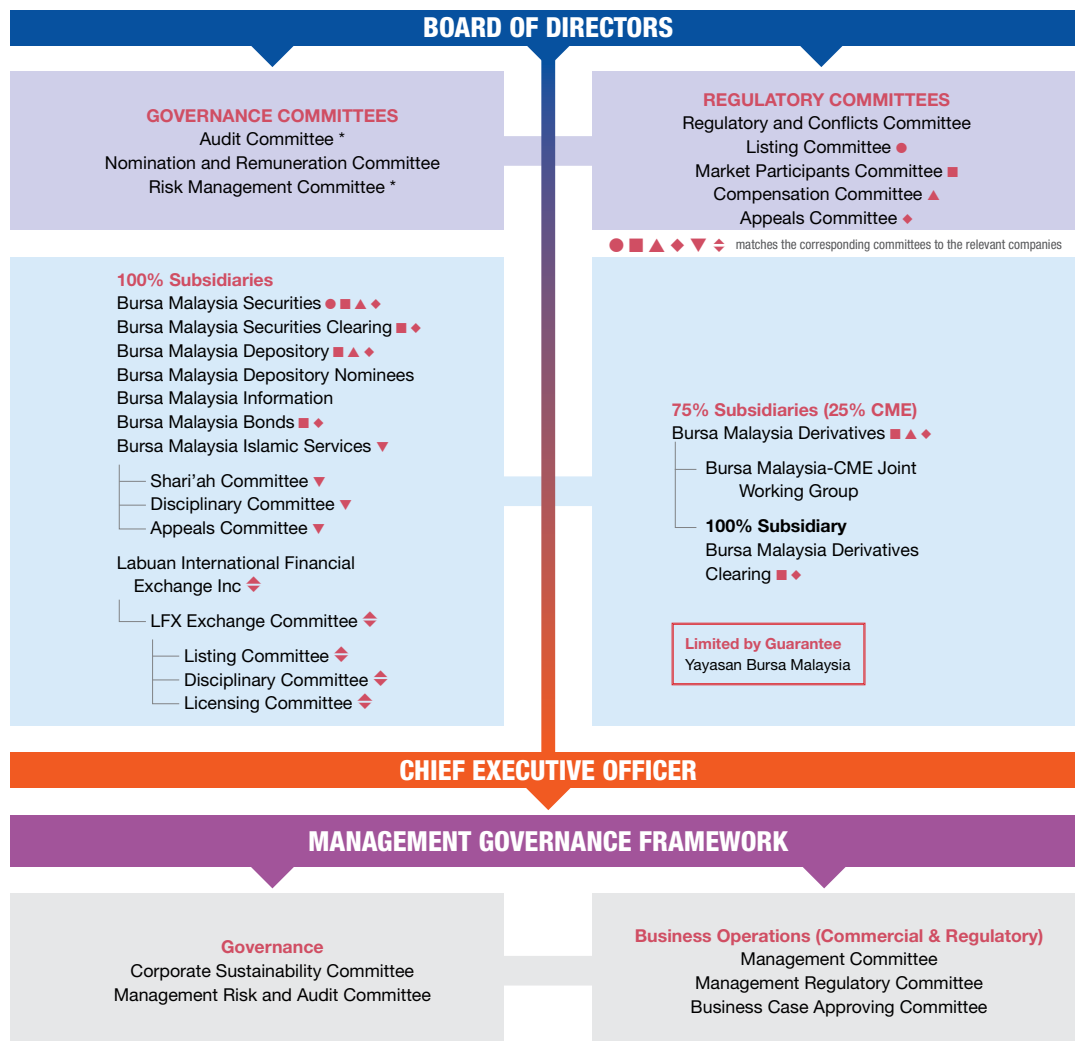 BOARD OF DIRECTORS
GOVERNANCE COMMITTEES
Audit Committee *
Nomination and Remuneration Committee
Risk Management Committee *
REGULATORY COMMITTEES
Regulatory and Conflicts Committee
Listing Committee ●
Market Participants Committee ■
Compensation Committee ▲
Appeals Committee ◆
● ■ ▲ ◆ ▼ ⬘ matches the corresponding committees to the relevant companies
100% Subsidiaries
Bursa Malaysia Securities ● ■ ▲ ◆
Bursa Malaysia Securities Clearing ■ ◆
Bursa Malaysia Depository ■ ▲ ◆
Bursa Malaysia Depository Nominees
Bursa Malaysia Information
Bursa Malaysia Bonds ■ ◆
Bursa Malaysia Islamic Services ▼
Shari'ah Committee ▼
Disciplinary Committee ▼
Appeals Committee ▼
Labuan International Financial
Exchange Inc ⬘
LFX Exchange Committee ⬘
Listing Committee ⬘
Disciplinary Committee ⬘
Licensing Committee ⬘
75% Subsidiaries (25% CME)
Bursa Malaysia Derivatives ■ ▲ ◆
Bursa Malaysia-CME Joint
Working Group
100% Subsidiary
Bursa Malaysia Derivatives
Clearing ■ ◆
Limited by Guarantee
Yayasan Bursa Malaysia
CHIEF EXECUTIVE OFFICER
MANAGEMENT GOVERNANCE FRAMEWORK
Governance
Corporate Sustainability Committee
Management Risk and Audit Committee
Business Operations (Commercial & Regulatory)
Management Committee
Management Regulatory Committee
Business Case Approving Committee